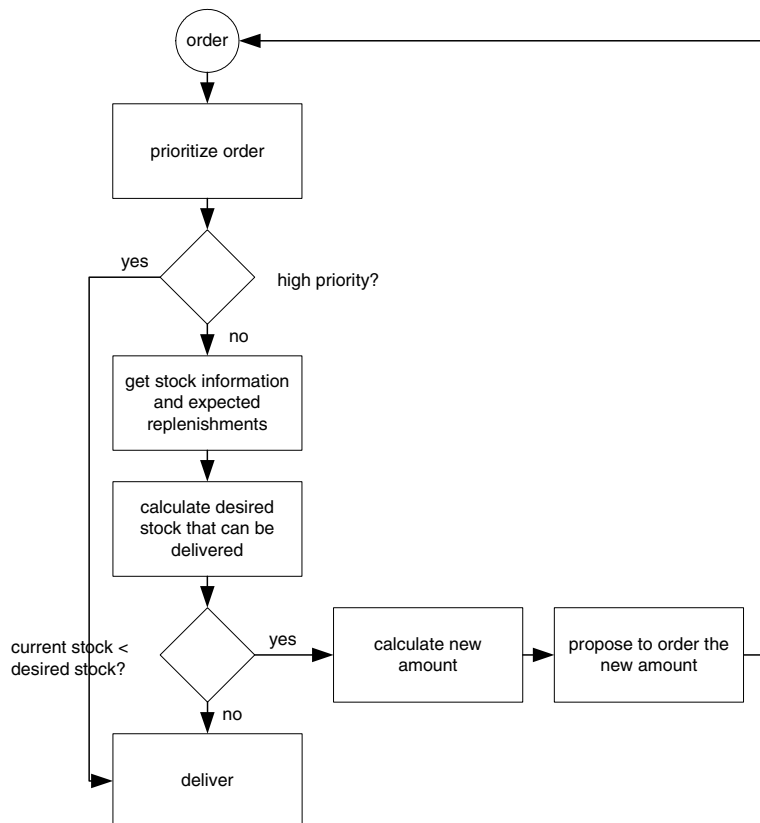 order
prioritize order
yes
high priority?
no
get stock information
and expected
replenishments
calculate desired
stock that can be
delivered
current stock <
desired stock?
yes
calculate new
amount
propose to order the
new amount
no
deliver